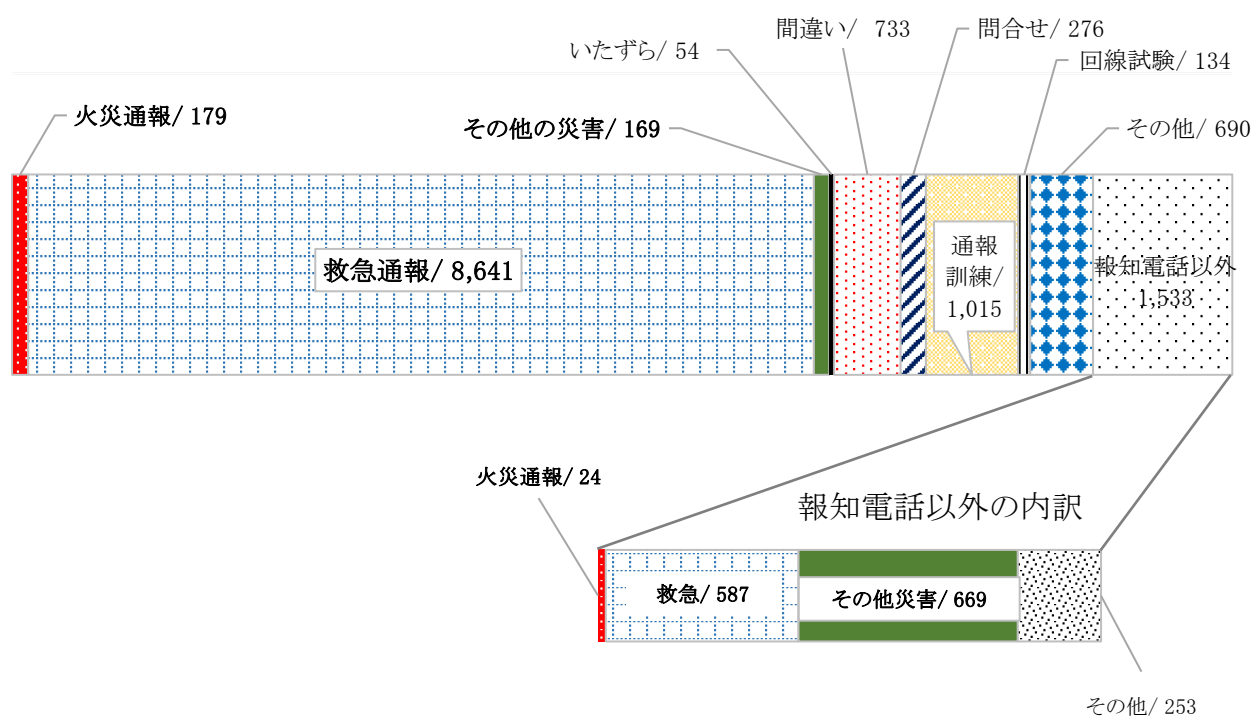 間違い/ 733
問合せ/ 276
いたずら/ 54
回線試験/ 134
火災通報/ 179
その他の災害/ 169
その他/ 690
救急通報/ 8,641
通報
訓練/
1,015
報知電話以外
1,533
火災通報/ 24
報知電話以外の内訳
救急/ 587
その他災害/ 669
その他/ 253